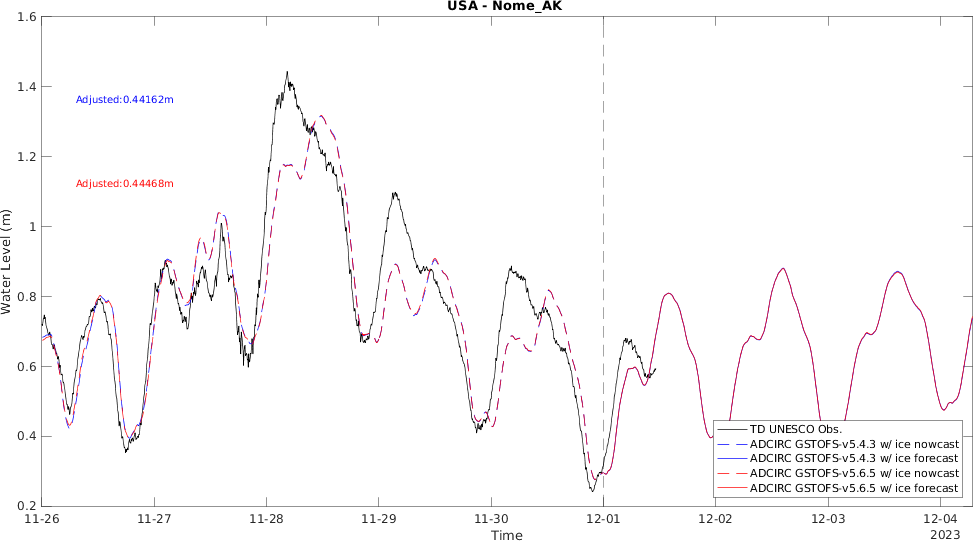 USA - Nome_AK
1.6
1.4
1.2
1
0.8
0.6
0.4
0.2
Water Level (m)
Adjusted:0.44162m
Adjusted:0.44468m
TD UNESCO Obs.
ADCIRC GSTOFS-v5.4.3 w/ ice nowcast
ADCIRC GSTOFS-v5.4.3 w/ ice forecast
ADCIRC GSTOFS-v5.6.5 w/ ice nowcast
ADCIRC GSTOFS-v5.6.5 w/ ice forecast
11-26 11-27 11-28 11-29 11-30 12-01 12-02 12-03 12-04
Time
2023